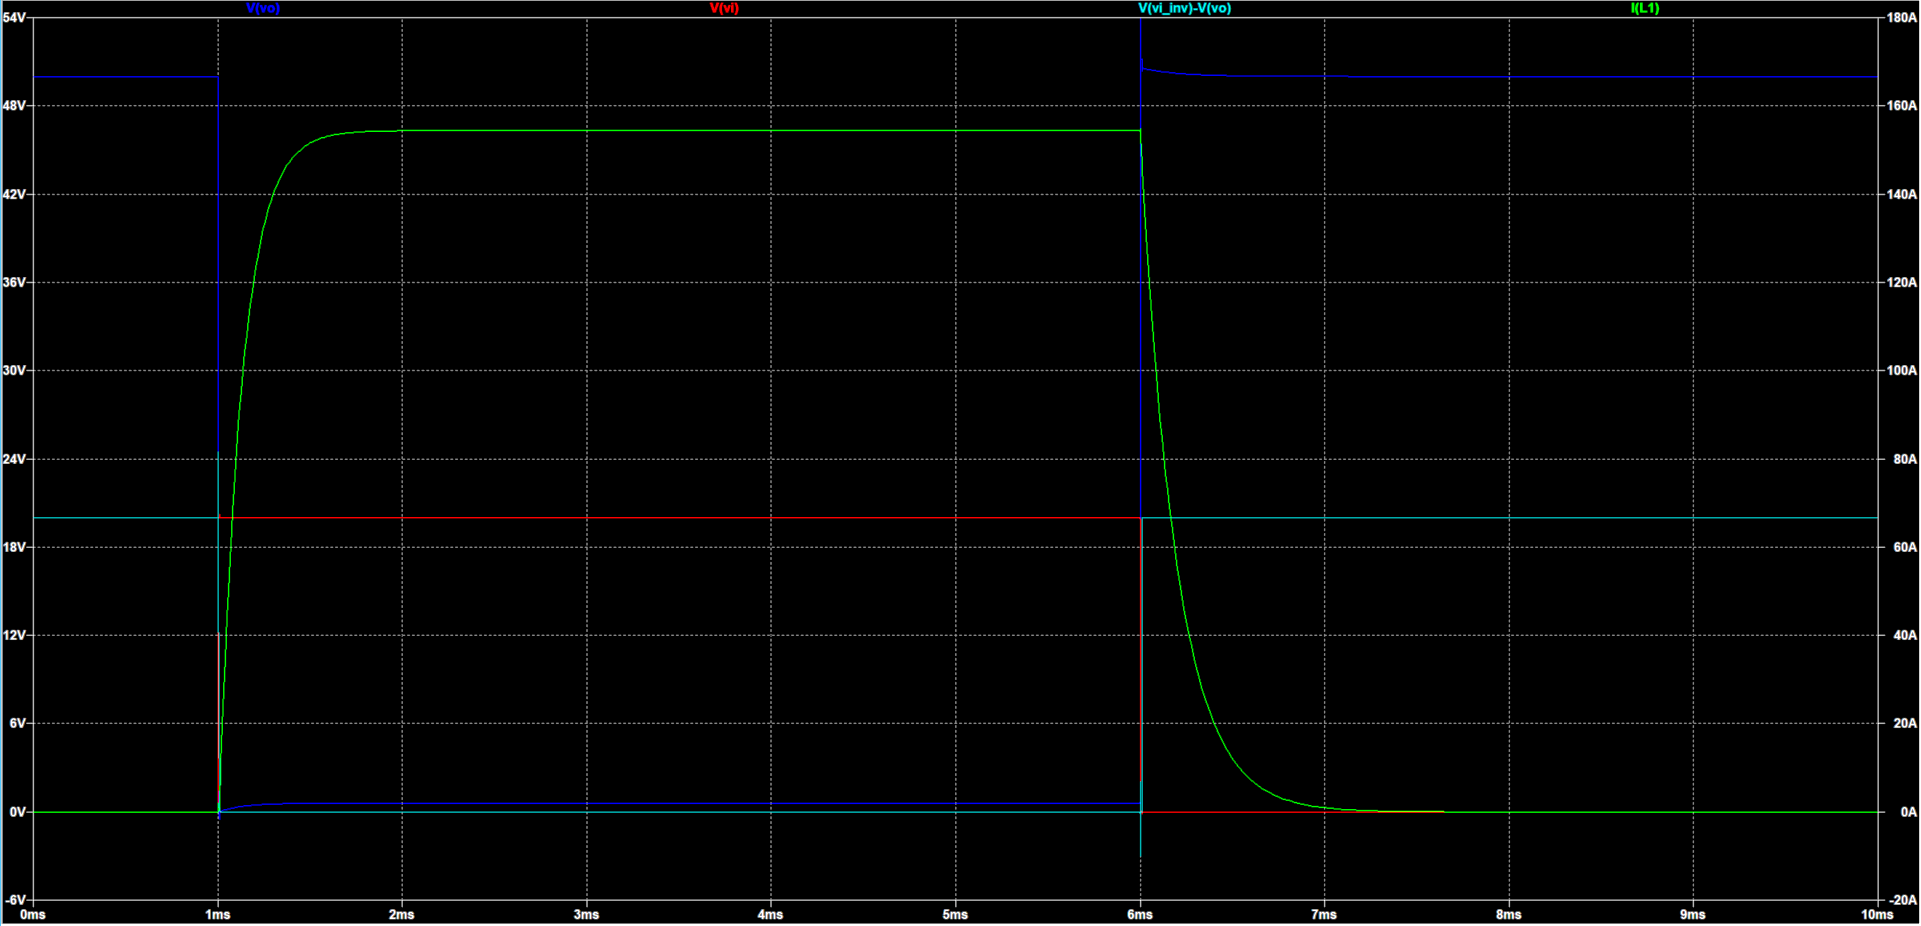 V(vo) V(vi) V(vi_inv)-V(vo) I(L1)
54V 180A
48V 160A
42V 140A
36V 120A
30V 100A
24V 80A
18V 60A
12V 40A
6V 20A
0V 0A
-6V -20A
0ms 1ms 2ms 3ms 4ms 5ms 6ms 7ms 8ms 9ms 10ms